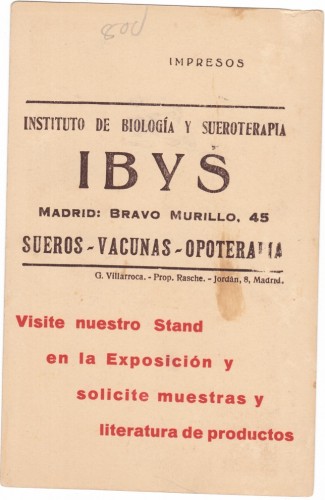 IMPRESOS
INSTITUTO DE BIOLOGÍA Y SUEROTERAPIA
IBYS
MADRID: BRAVO MURILLO, 45
SUEROS - VACUNAS - OPOTERAPIA
G. Villarroca. - Prop. Rasche. - Jordán, 8, Madrid.
Visite nuestro Stand
en la Exposición y
solicite muestras y
literatura de productos